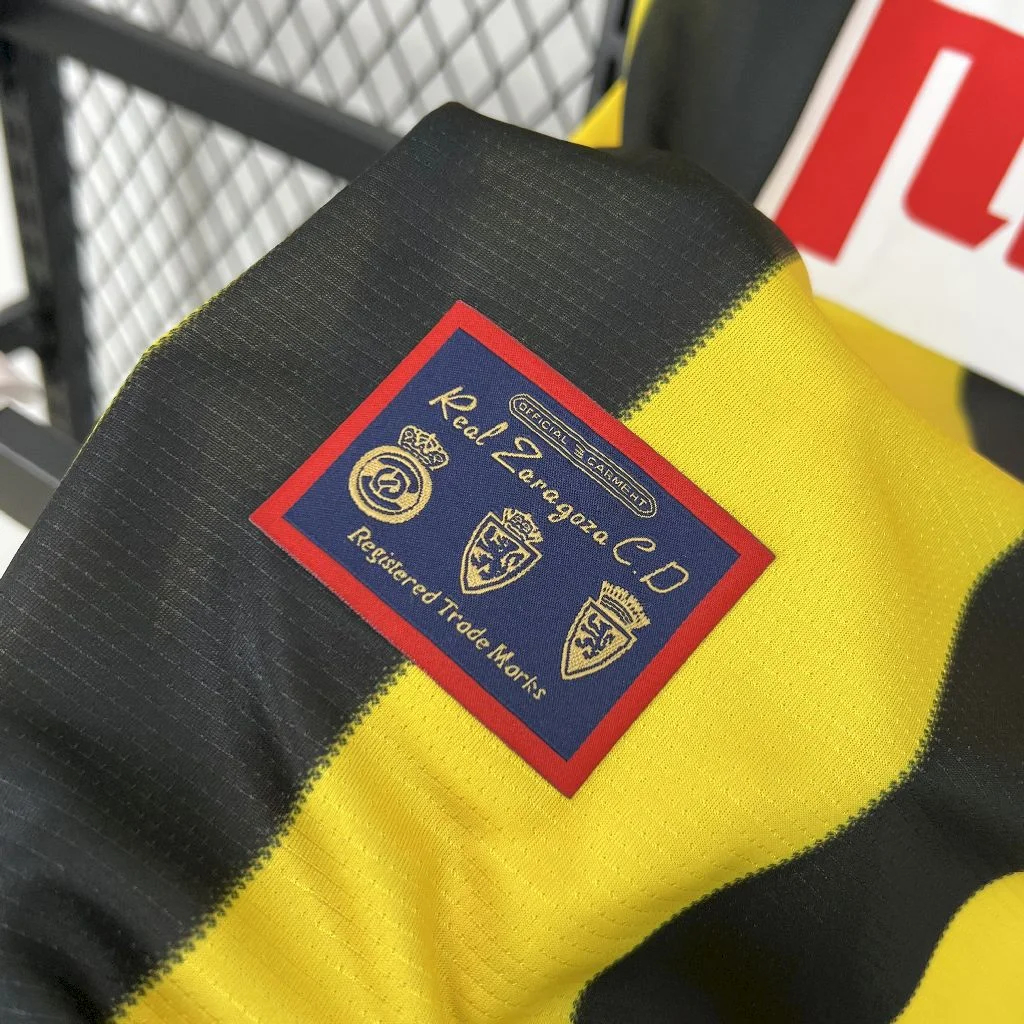 OFFICIAL GARMENT
Real Zaragoza C.D
Registered Trade Marks